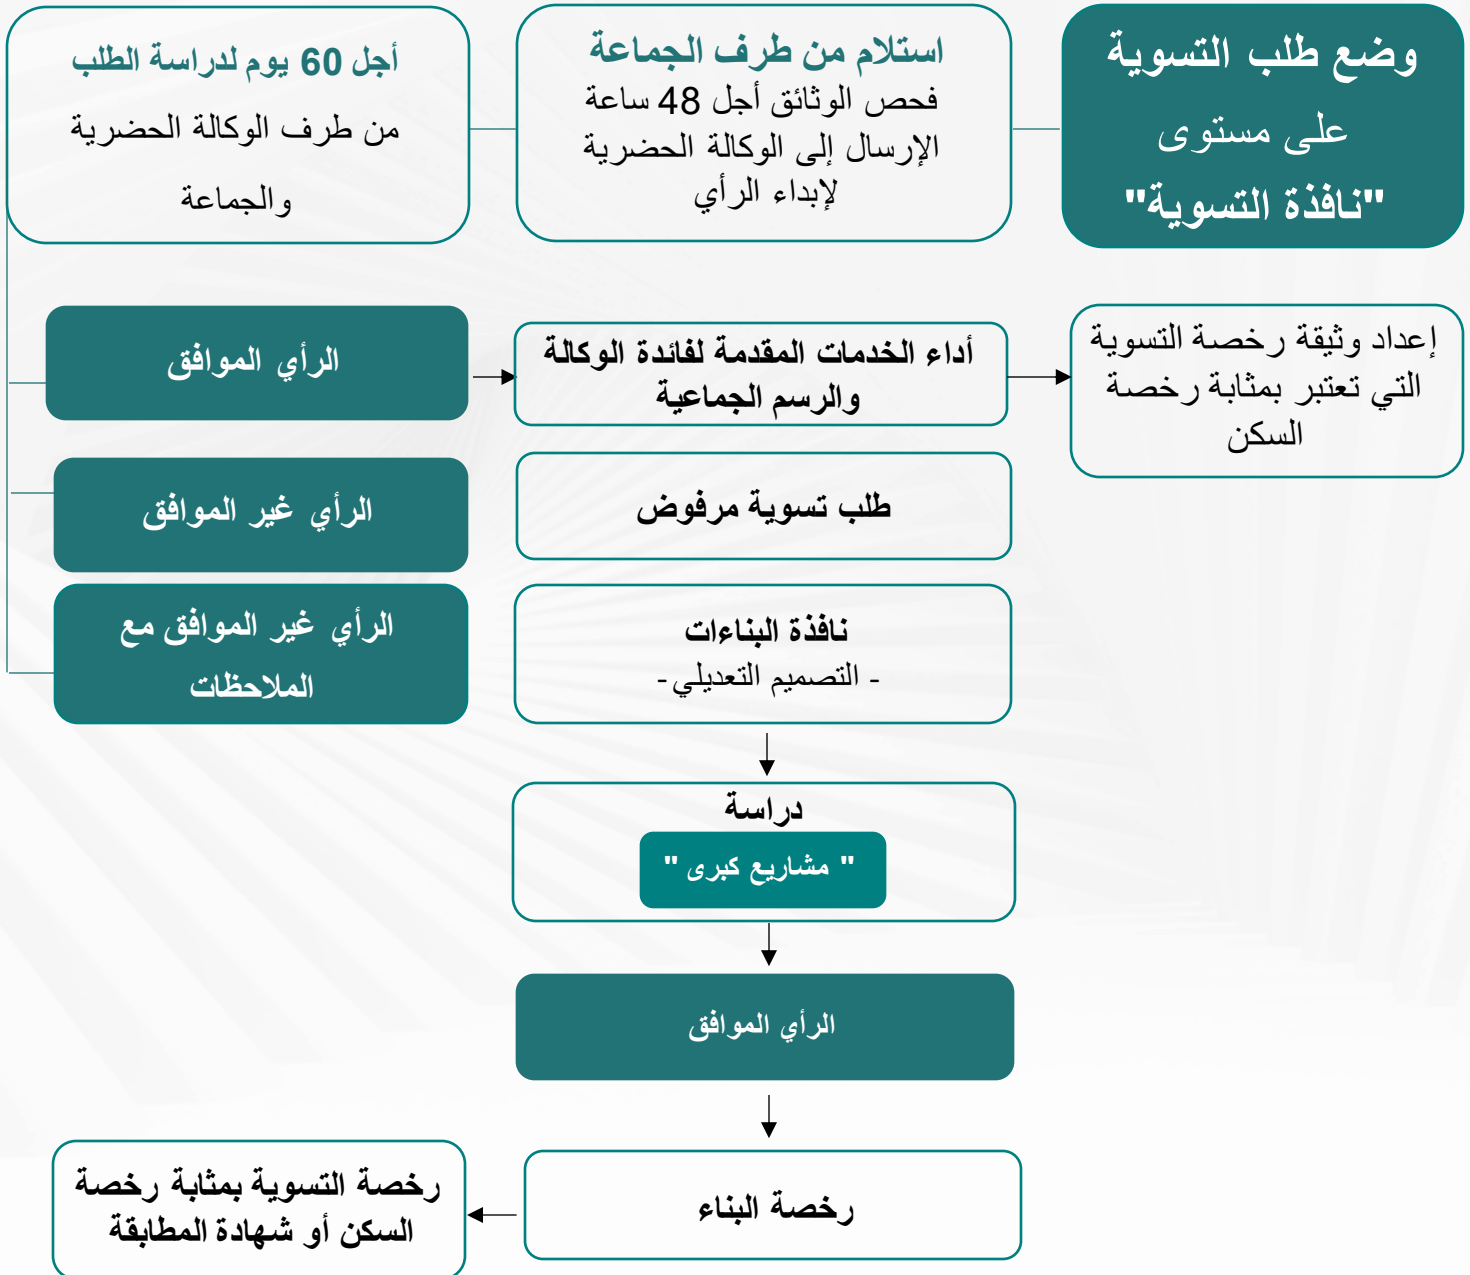 وضع طلب التسوية
على مستوى
"نافذة التسوية"
استلام من طرف الجماعة
فحص الوثائق أجل 48 ساعة
الإرسال إلى الوكالة الحضرية
لإبداء الرأي
أجل 60 يوم لدراسة الطلب
من طرف الوكالة الحضرية
والجماعة
الرأي الموافق
أداء الخدمات المقدمة لفائدة الوكالة
والرسم الجماعية
إعداد وثيقة رخصة التسوية
التي تعتبر بمثابة رخصة
السكن
الرأي غير الموافق
طلب تسوية مرفوض
الرأي غير الموافق مع
الملاحظات
نافذة البناءات
- التصميم التعديلي -
دراسة
" مشاريع كبرى "
الرأي الموافق
رخصة البناء
رخصة التسوية بمثابة رخصة
السكن أو شهادة المطابقة